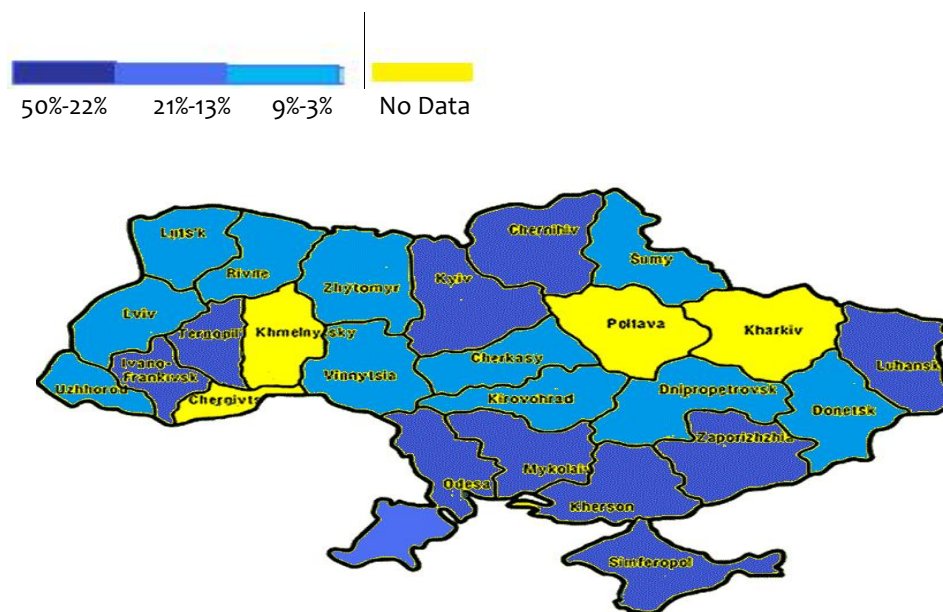 50%-22% 21%-13% 9%-3% No Data
Chernihiv
Lutsk
Sumy
Rivne
Kyiv
Zhytomyr
Lviv
Poltava
Ternopil
Khmelnytsky
Kharkiv
Cherkasy
Ivano-
Frankivsk
Luhansk
Vinnytsia
Uzhhorod
Dnipropetrovsk
Kirovohrad
Chernivts
Donetsk
Zaporizhzhia
Mykolaiv
Odesa
Kherson
Simferopol